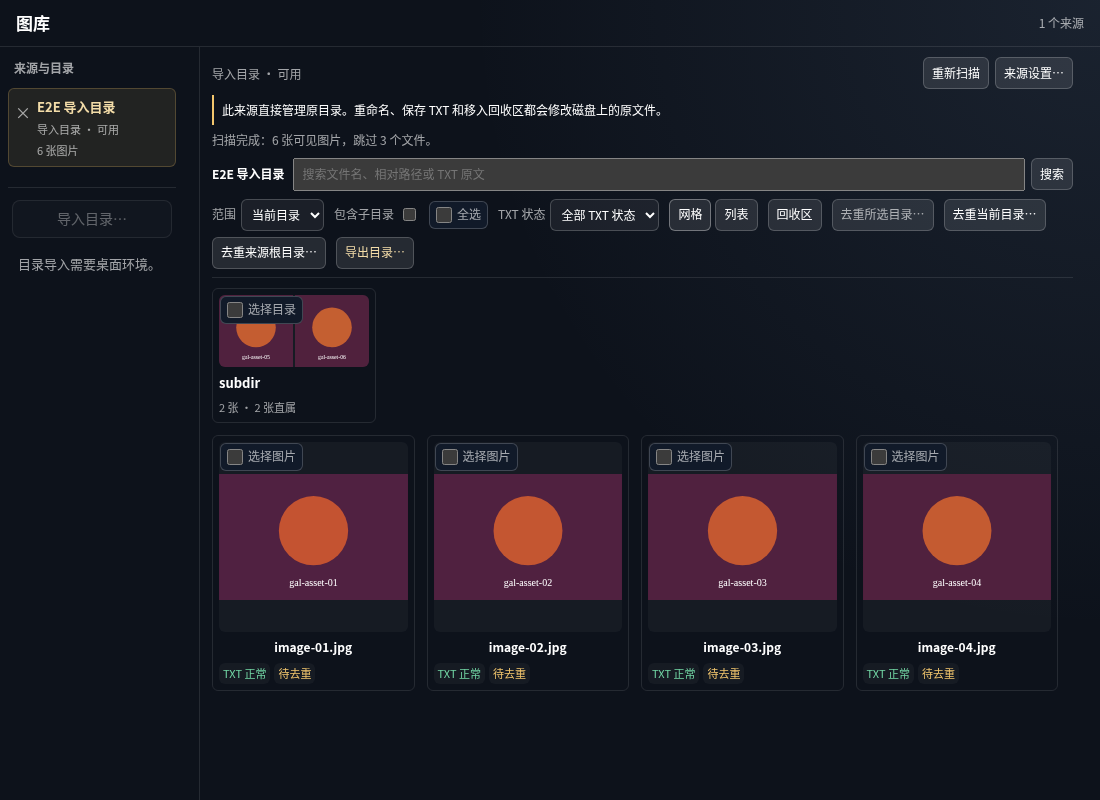 图库
1 个来源
来源与目录
E2E 导入目录
导入目录 · 可用
6 张图片
导入目录…
目录导入需要桌面环境。
导入目录 · 可用
重新扫描
来源设置…
此来源直接管理原目录。重命名、保存 TXT 和移入回收区都会修改磁盘上的原文件。
扫描完成：6 张可见图片，跳过 3 个文件。
E2E 导入目录
搜索文件名、相对路径或 TXT 原文
搜索
范围 当前目录 包含子目录 全选 TXT 状态 全部 TXT 状态 网格 列表 回收区 去重所选目录… 去重当前目录…
去重来源根目录… 导出目录…
选择目录
gal-asset-05 gal-asset-06
subdir
2 张 · 2 张直属
选择图片 选择图片 选择图片 选择图片
gal-asset-01 gal-asset-02 gal-asset-03 gal-asset-04
image-01.jpg image-02.jpg image-03.jpg image-04.jpg
TXT 正常 待去重 TXT 正常 待去重 TXT 正常 待去重 TXT 正常 待去重